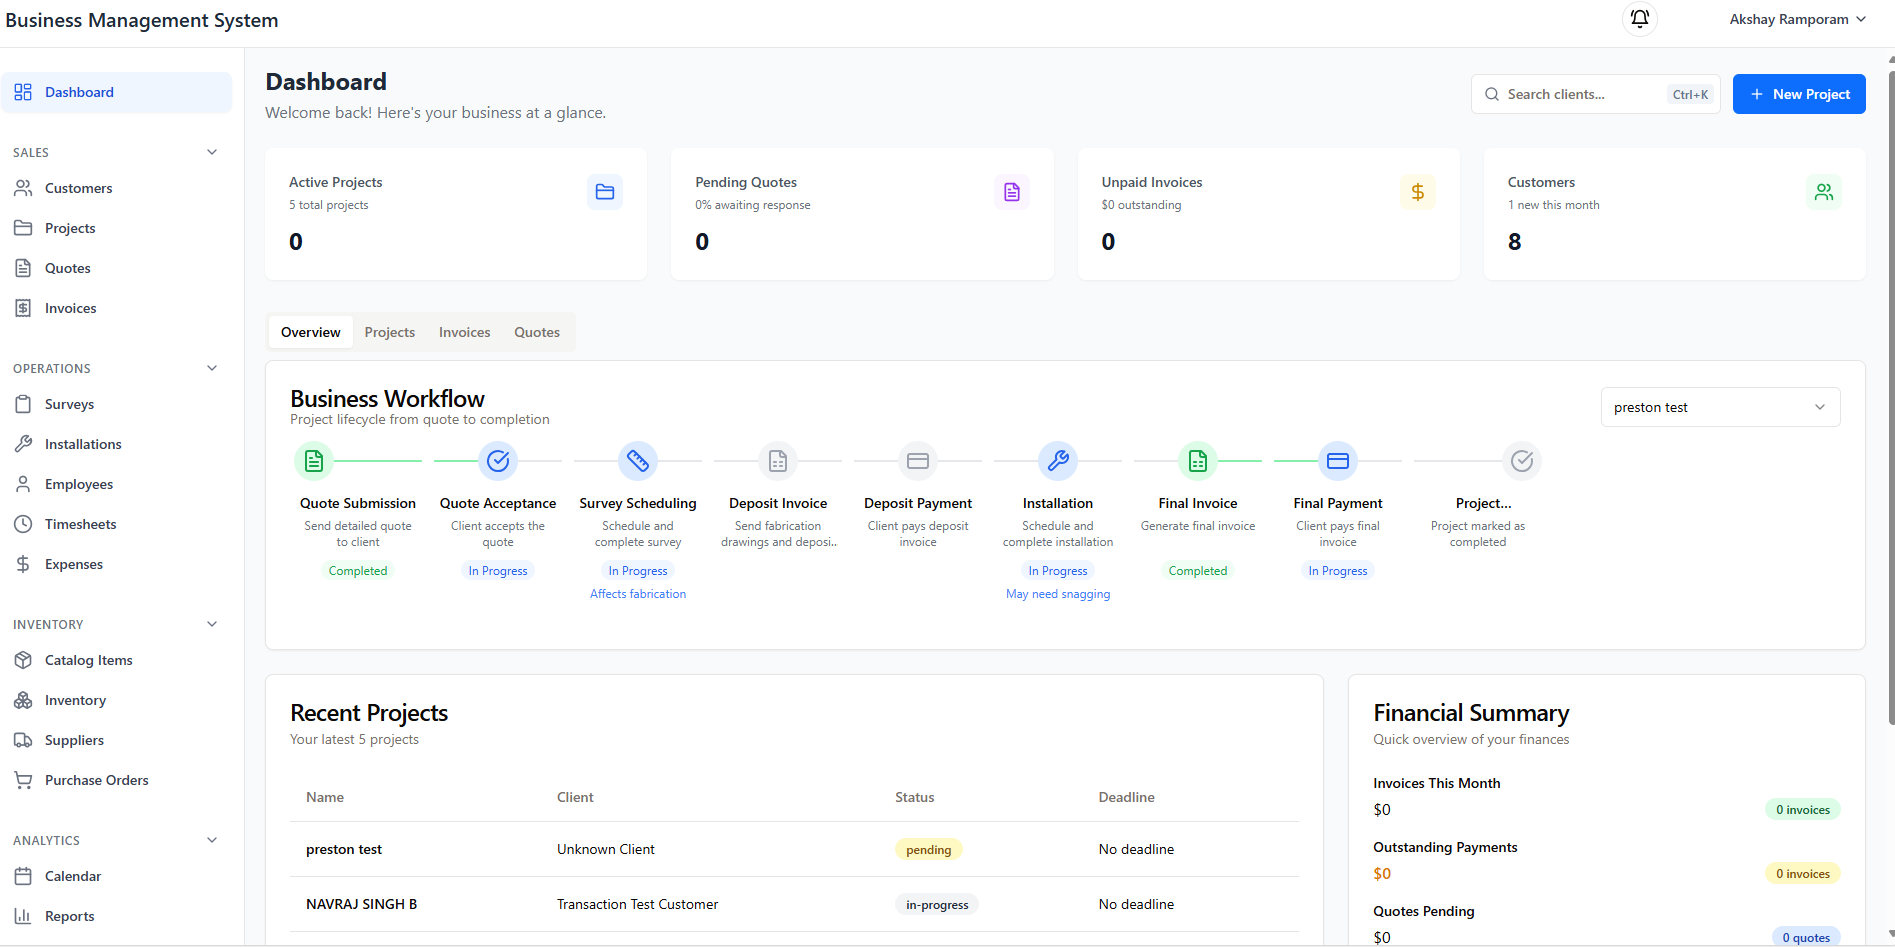 Business Management System
Akshay Ramporam
Dashboard
SALES
Customers
Projects
Quotes
Invoices
OPERATIONS
Surveys
Installations
Employees
Timesheets
Expenses
INVENTORY
Catalog Items
Inventory
Suppliers
Purchase Orders
ANALYTICS
Calendar
Reports
Dashboard
Welcome back! Here's your business at a glance.
Search clients... Ctrl+K
New Project
Active Projects
5 total projects
0
Pending Quotes
0% awaiting response
0
Unpaid Invoices
$0 outstanding
0
Customers
1 new this month
8
Overview Projects Invoices Quotes
Business Workflow
Project lifecycle from quote to completion
preston test
Quote Submission
Send detailed quote
to client
Completed
Quote Acceptance
Client accepts the
quote
In Progress
Survey Scheduling
Schedule and
complete survey
In Progress
Affects fabrication
Deposit Invoice
Send fabrication
drawings and deposi..
Deposit Payment
Client pays deposit
invoice
Installation
Schedule and
complete installation
In Progress
May need snagging
Final Invoice
Generate final invoice
Completed
Final Payment
Client pays final
invoice
In Progress
Project...
Project marked as
completed
Recent Projects
Your latest 5 projects
Name Client Status Deadline
preston test Unknown Client pending No deadline
NAVRAJ SINGH B Transaction Test Customer in-progress No deadline
Financial Summary
Quick overview of your finances
Invoices This Month
$0 0 invoices
Outstanding Payments
$0 0 invoices
Quotes Pending
$0 0 quotes